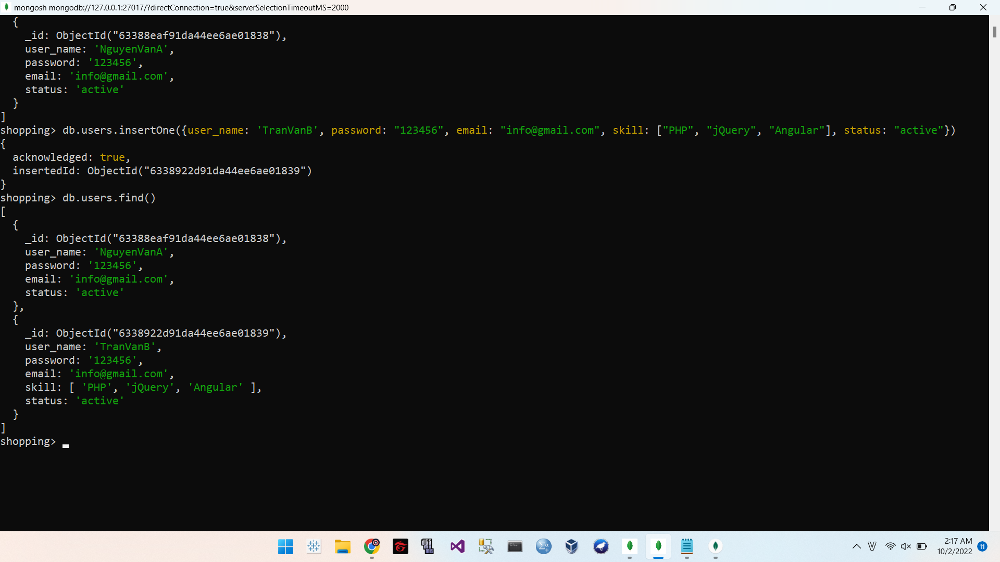 mongosh mongodb://127.0.0.1:27017/?directConnection=true&serverSelectionTimeoutMS=2000
  {
    _id: ObjectId("63388eaf91da44ee6ae01838"),
    user_name: 'NguyenVanA',
    password: '123456',
    email: 'info@gmail.com',
    status: 'active'
  }
]
shopping> db.users.insertOne({user_name: 'TranVanB', password: "123456", email: "info@gmail.com", skill: ["PHP", "jQuery", "Angular"], status: "active"})
{
  acknowledged: true,
  insertedId: ObjectId("6338922d91da44ee6ae01839")
}
shopping> db.users.find()
[
  {
    _id: ObjectId("63388eaf91da44ee6ae01838"),
    user_name: 'NguyenVanA',
    password: '123456',
    email: 'info@gmail.com',
    status: 'active'
  },
  {
    _id: ObjectId("6338922d91da44ee6ae01839"),
    user_name: 'TranVanB',
    password: '123456',
    email: 'info@gmail.com',
    skill: [ 'PHP', 'jQuery', 'Angular' ],
    status: 'active'
  }
]
shopping>
2:17 AM
10/2/2022
11